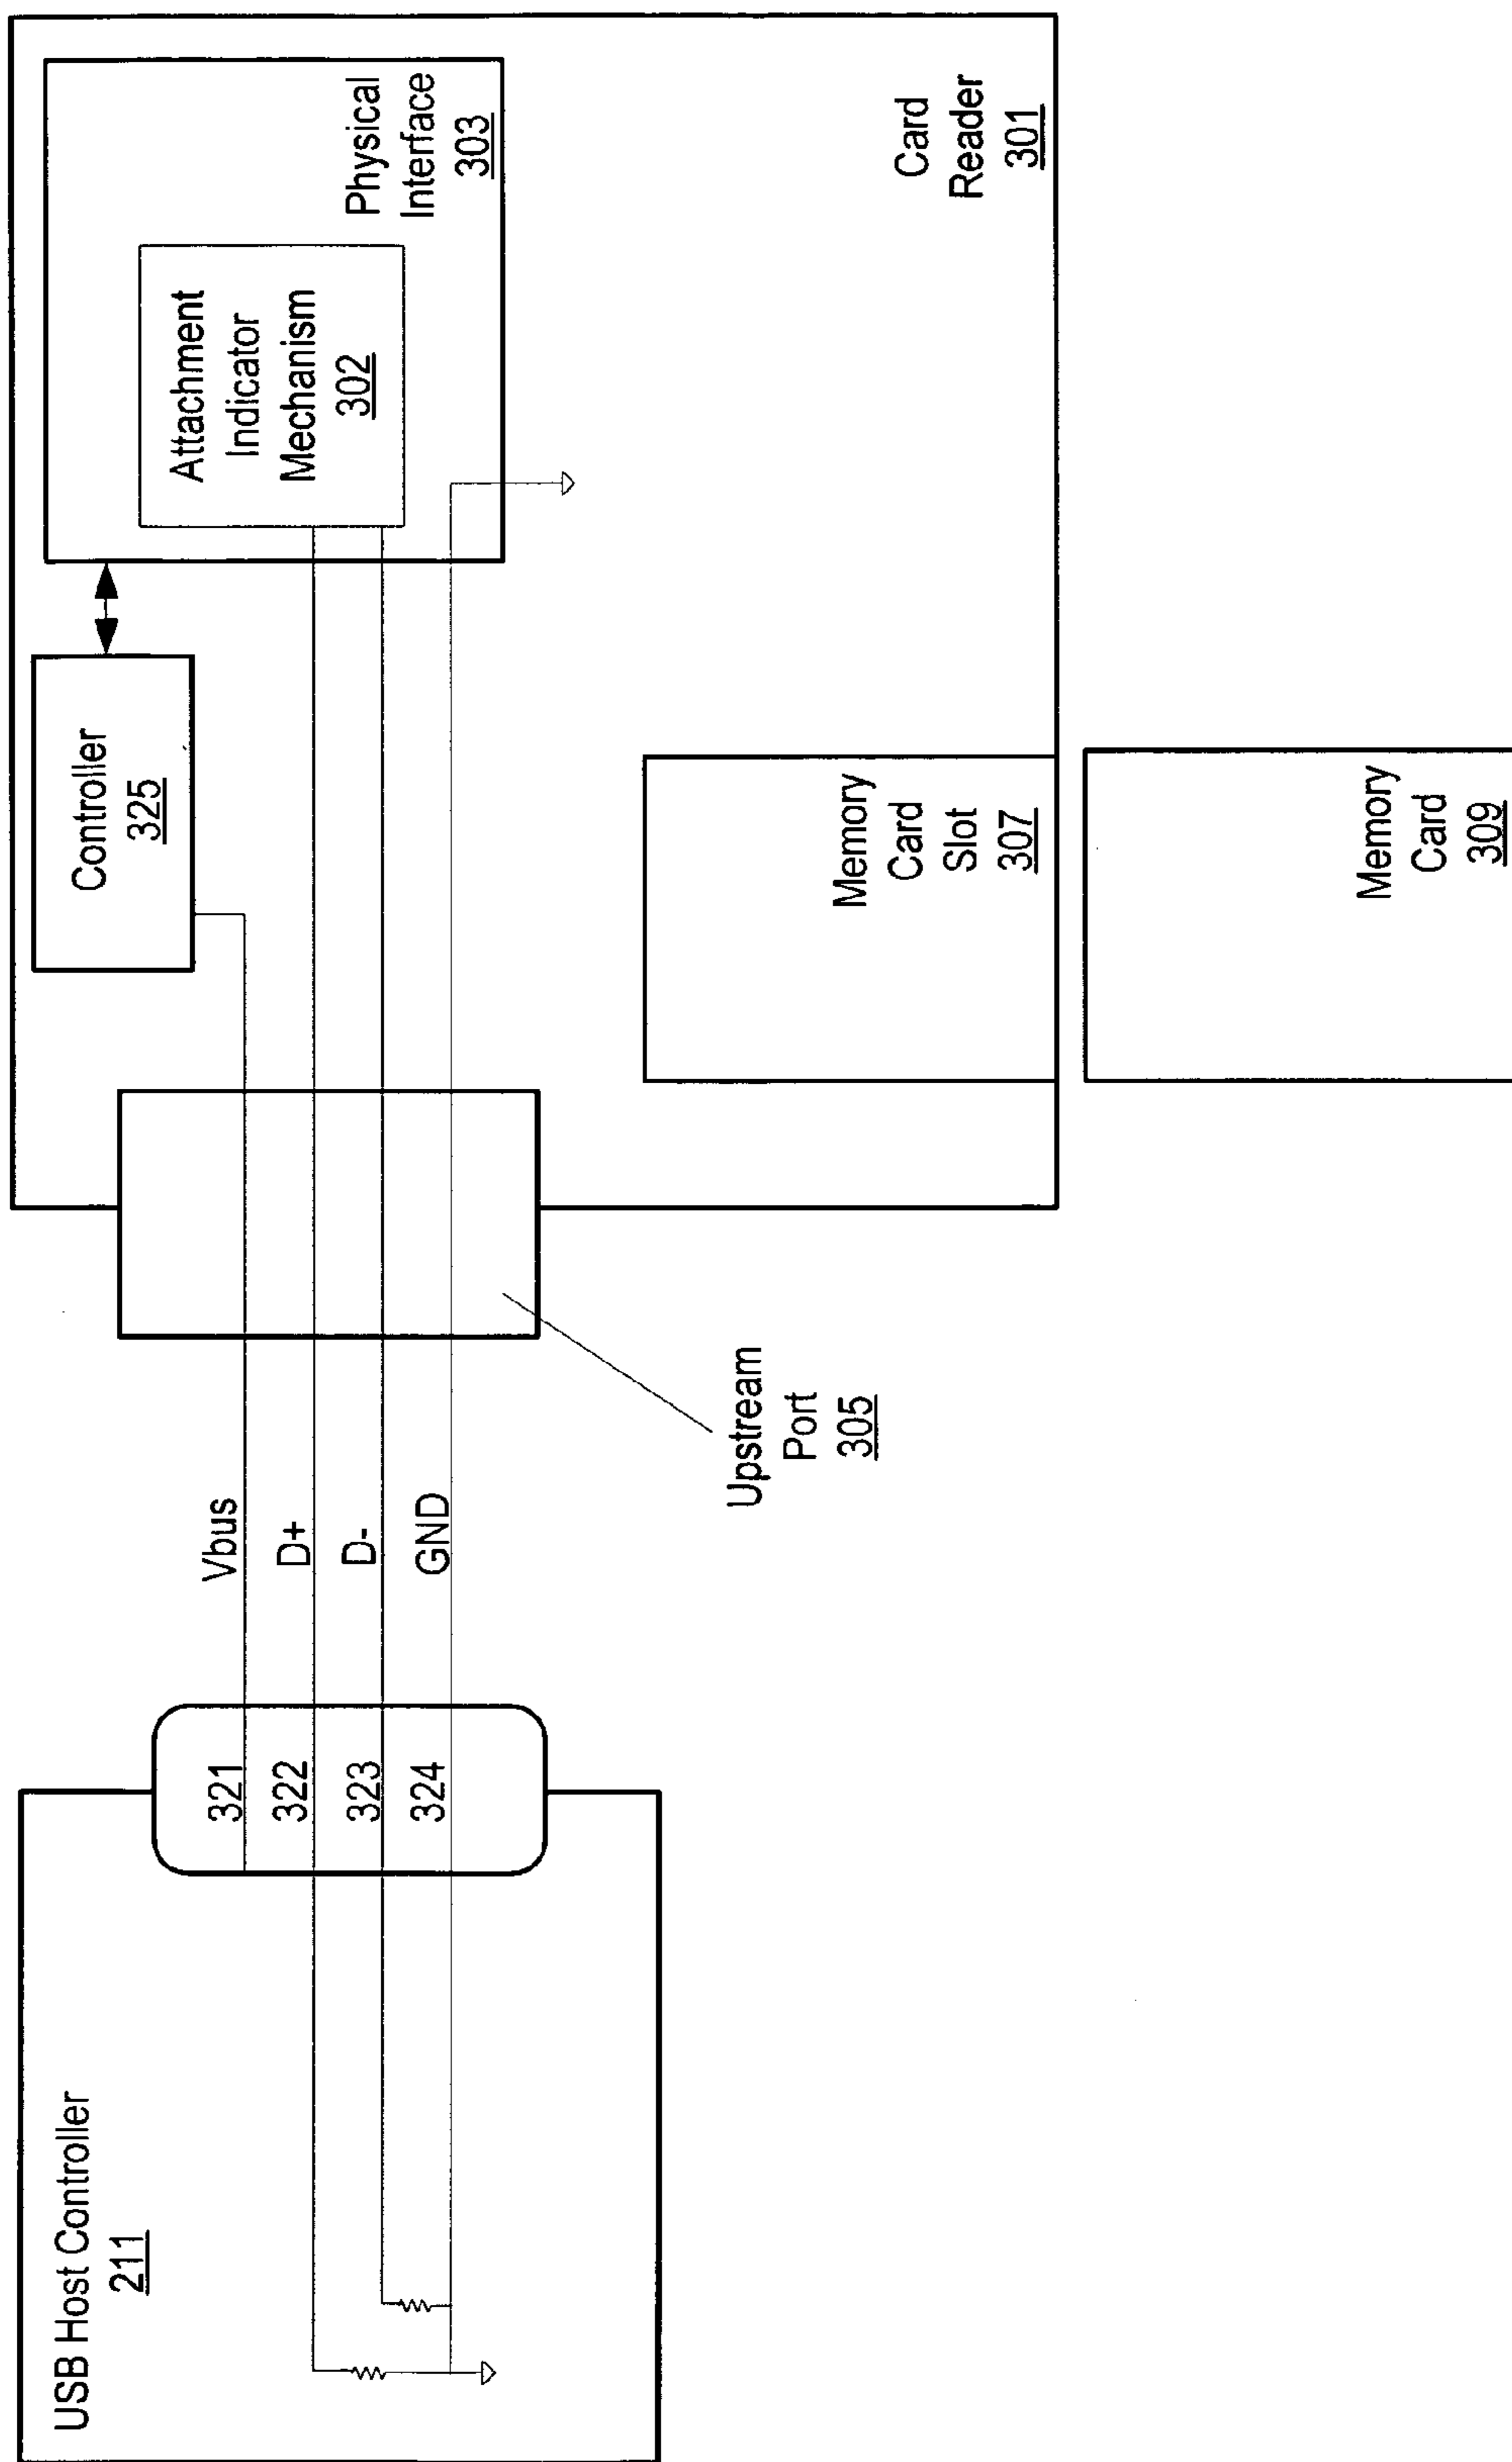 USB Host Controller
211
321
322
323
324
Vbus
D+
D-
GND
Upstream
Port
305
Controller
325
Attachment
Indicator
Mechanism
302
Physical
Interface
303
Card
Reader
301
Memory
Card
Slot
307
Memory
Card
309